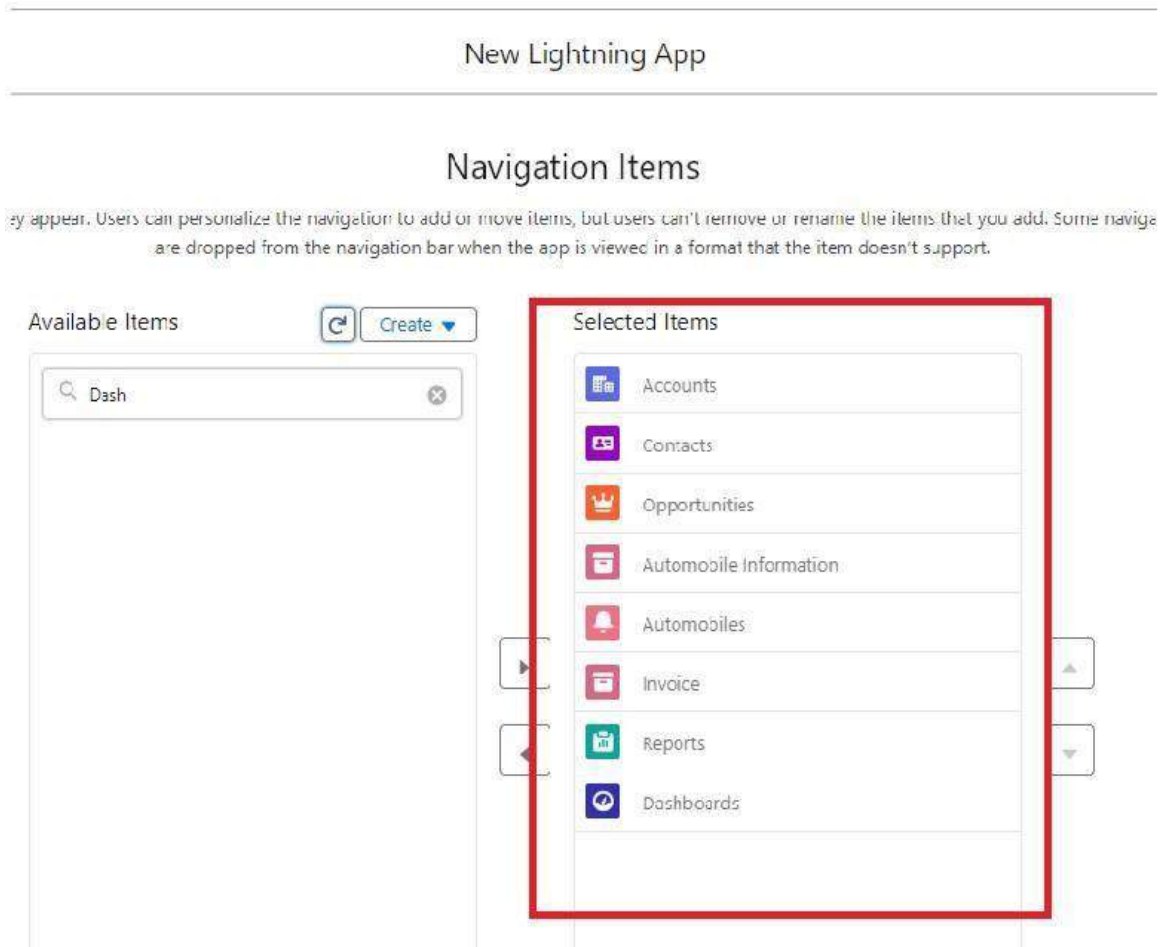 New Lightning App
Navigation Items
ey appear. Users can personalize the navigation to add or move items, but users can't remove or rename the items that you add. Some naviga
are dropped from the navigation bar when the app is viewed in a format that the item doesn't support.
Available Items
Create
Selected Items
Dash
Accounts
Contacts
Opportunities
Automobile Information
Automobiles
Invoice
Reports
Dashboards